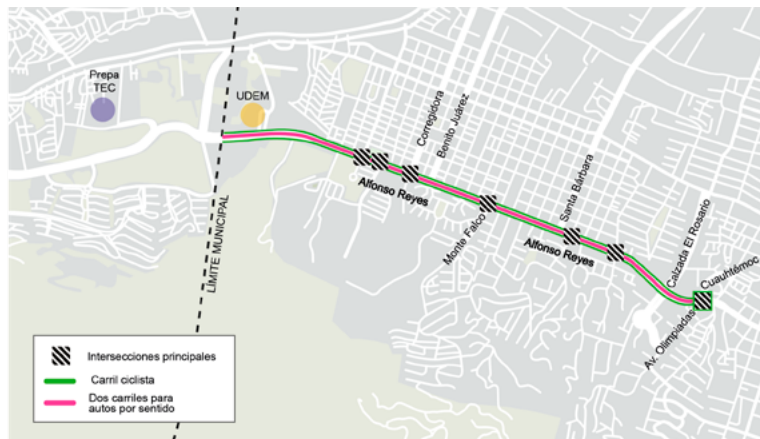 Prepa
TEC
UDEM
Corregidora
Benito Juárez
Alfonso Reyes
Santa Bárbara
Monte Falco
Alfonso Reyes
Calzada El Rosario
Cuauhtémoc
Av. Olimpiadas
LÍMITE MUNICIPAL
Intersecciones principales
Carril ciclista
Dos carriles para
autos por sentido